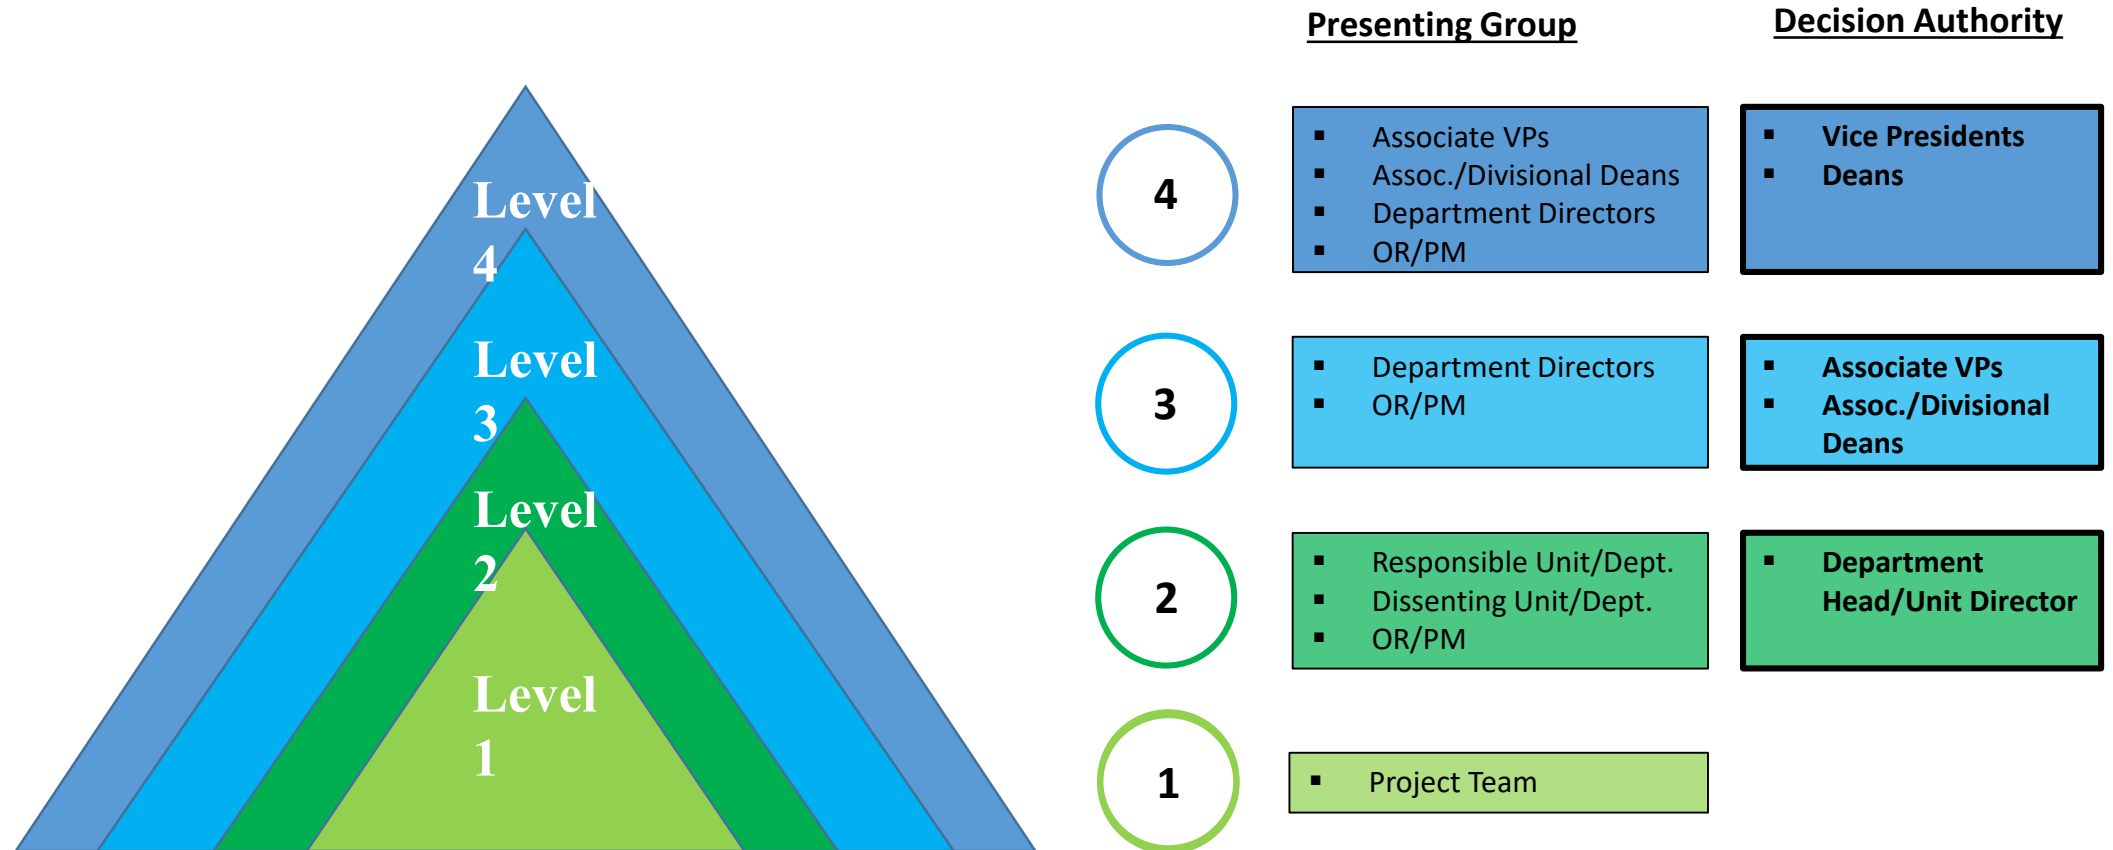 Presenting Group
Decision Authority
Level
4
Level
3
Level
2
Level
1
4
▪ Associate VPs
▪ Assoc./Divisional Deans
▪ Department Directors
▪ OR/PM
▪ Vice Presidents
▪ Deans
3
▪ Department Directors
▪ OR/PM
▪ Associate VPs
▪ Assoc./Divisional
Deans
2
▪ Responsible Unit/Dept.
▪ Dissenting Unit/Dept.
▪ OR/PM
▪ Department
Head/Unit Director
1
▪ Project Team